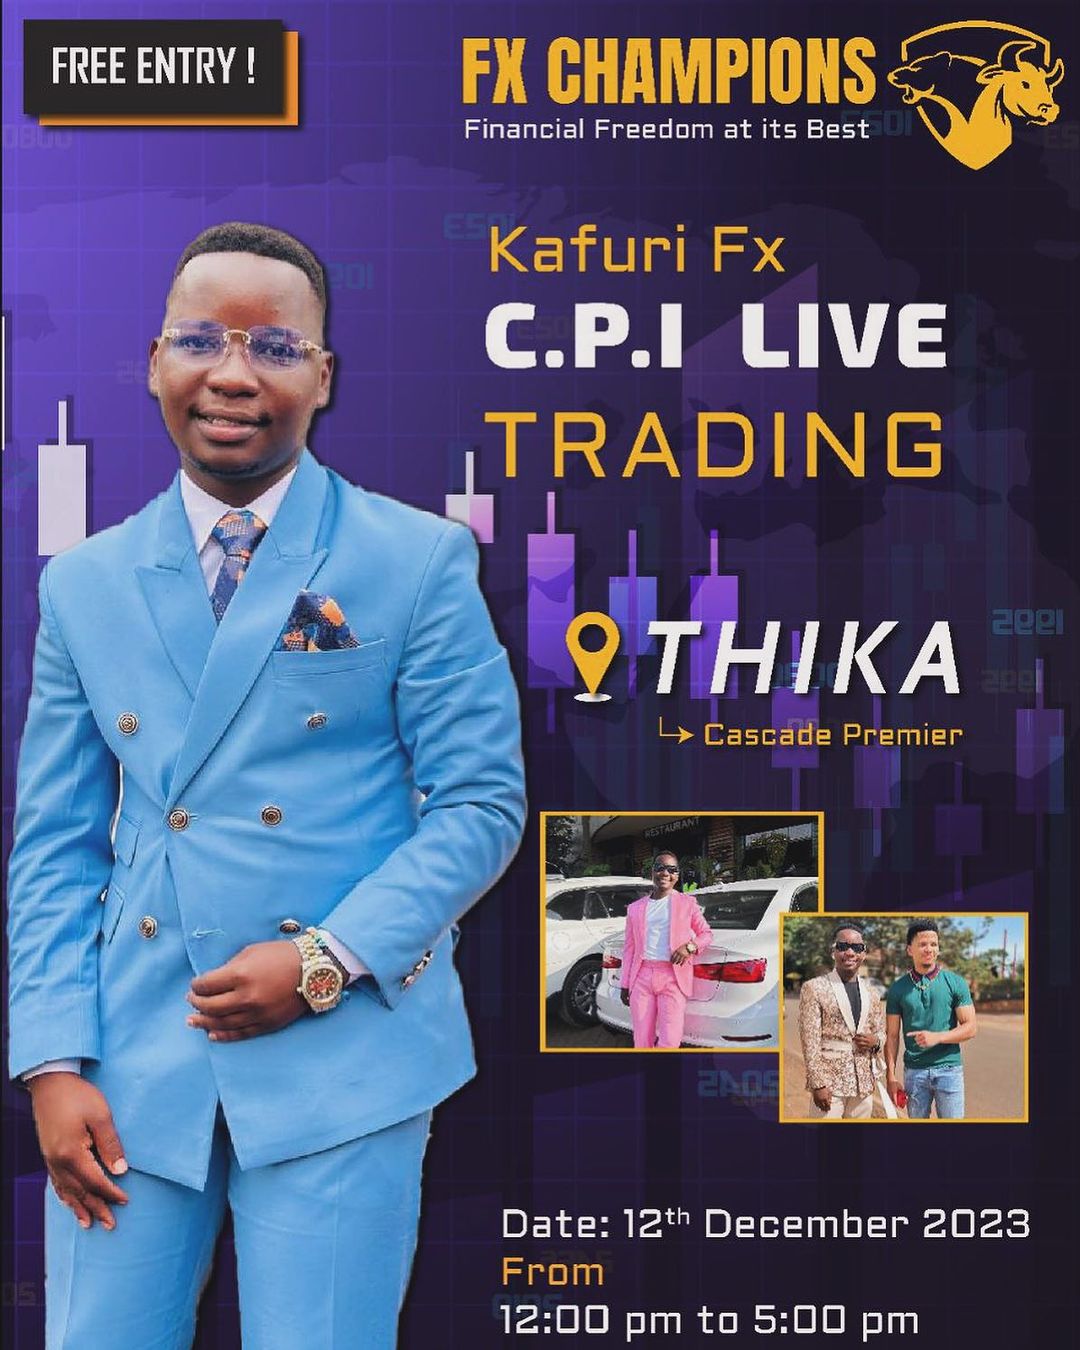 FREE ENTRY !
FX CHAMPIONS
Financial Freedom at its Best
Kafuri Fx
C.P.I LIVE
TRADING
THIKA
Cascade Premier
RESTAURANT
Date: 12th December 2023
From
12:00 pm to 5:00 pm